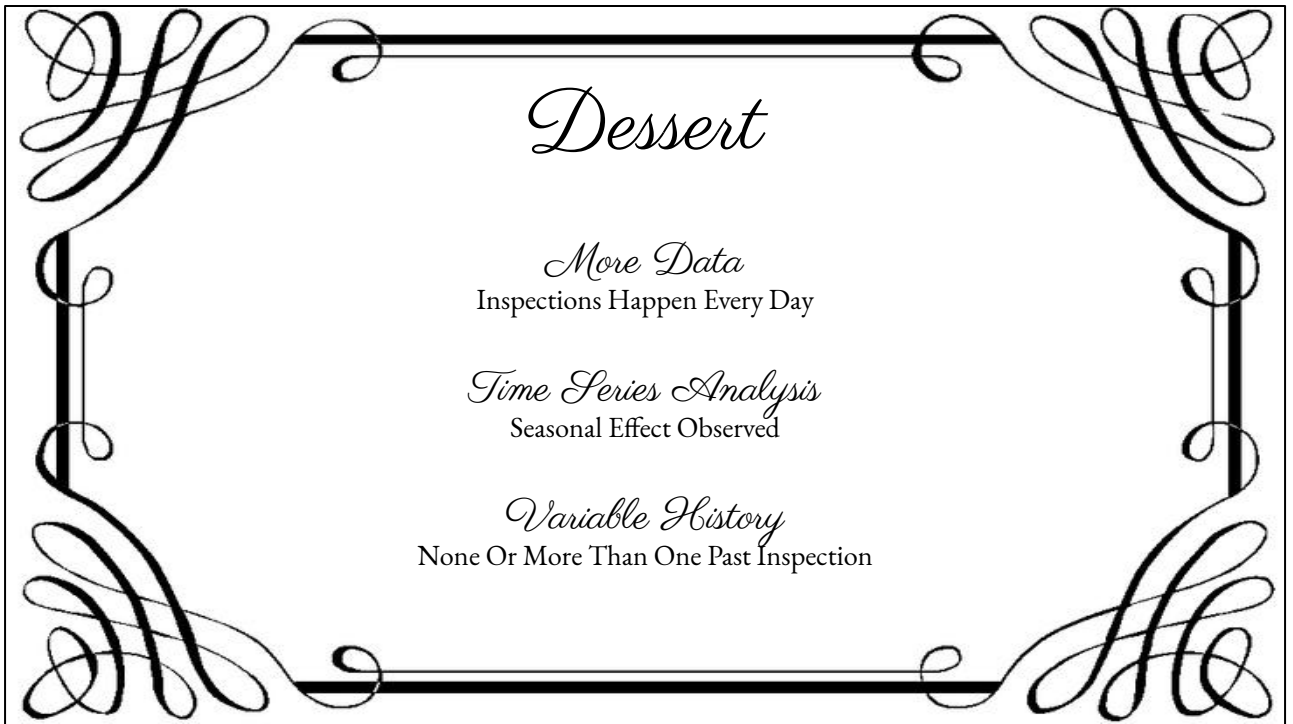 Dessert
More Data
Inspections Happen Every Day
Time Series Analysis
Seasonal Effect Observed
Variable History
None Or More Than One Past Inspection